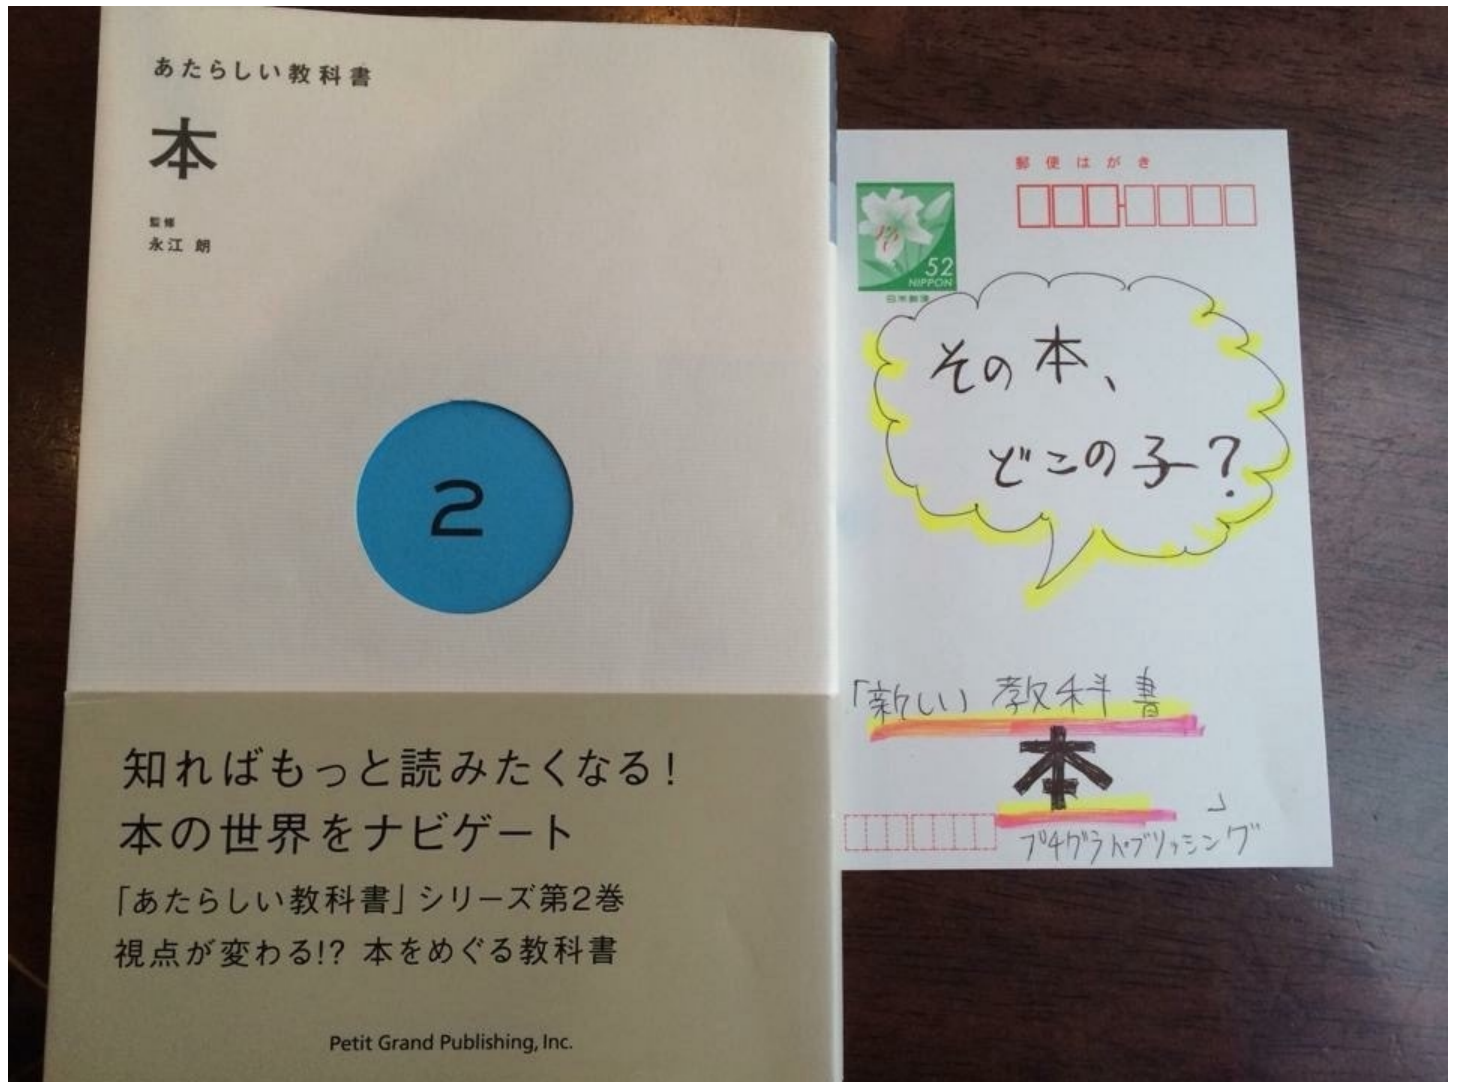 あたらしい教科書
本
監修
永江 朗
2
知ればもっと読みたくなる!
本の世界をナビゲート
「あたらしい教科書」シリーズ第2巻
視点が変わる!? 本をめぐる教科書
Petit Grand Publishing, Inc.
郵便はがき
52
NIPPON
日本郵便
その本、
どこの子?
「新しい教科書
本
」
プチグラパブリッシング